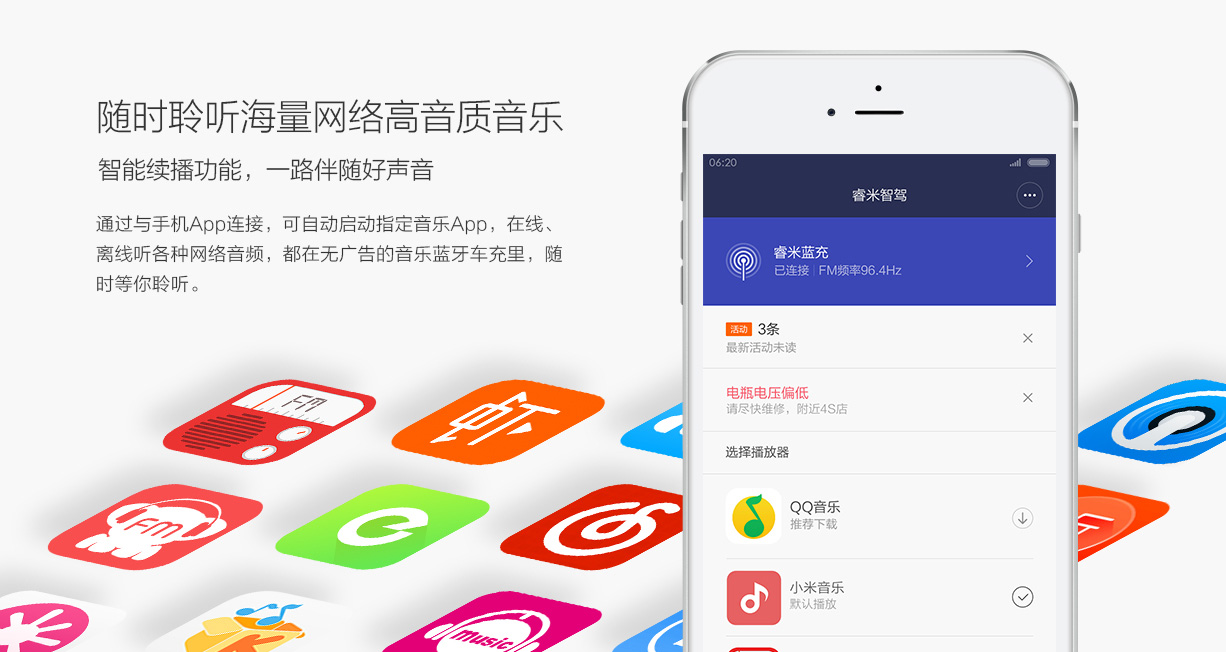 随时聆听海量网络高音质音乐
智能续播功能，一路伴随好声音
通过与手机App连接，可自动启动指定音乐App，在线、
离线听各种网络音频，都在无广告的音乐蓝牙车充里，随
时等你聆听。
06:20
睿米智驾
睿米蓝充
已连接 | FM频率96.4Hz
活动 3条
最新活动未读
电瓶电压偏低
请尽快维修，附近4S店
选择播放器
QQ音乐
推荐下载
小米音乐
默认播放
FM
虾
FM
music